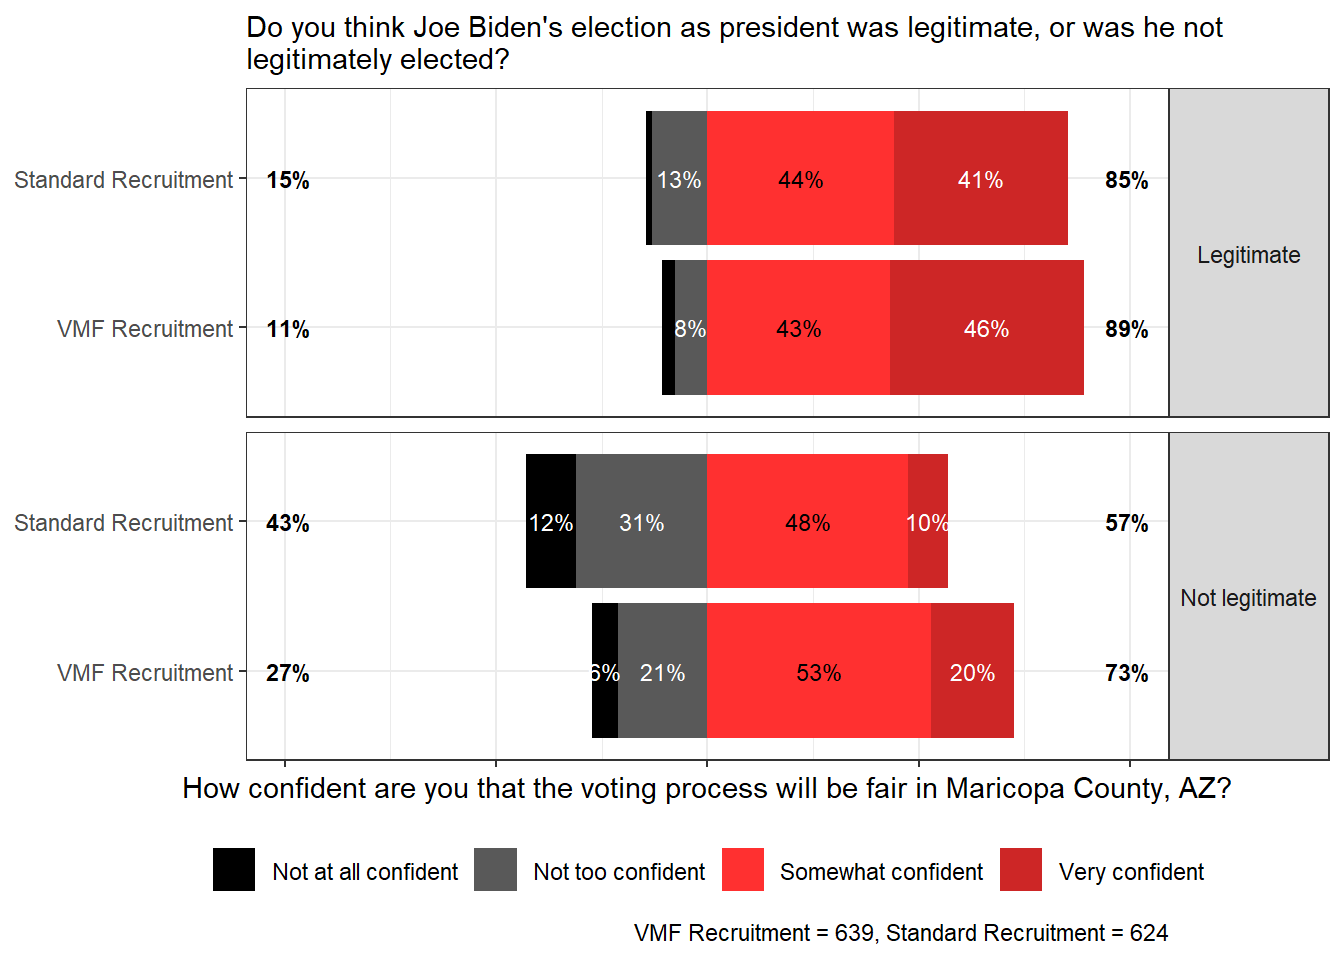 Do you think Joe Biden's election as president was legitimate, or was he not
legitimately elected?
Standard Recruitment 15% 13% 44% 41% 85%
Legitimate
VMF Recruitment 11% 8% 43% 46% 89%
Standard Recruitment 43% 12% 31% 48% 10% 57%
Not legitimate
VMF Recruitment 27% 6% 21% 53% 20% 73%
How confident are you that the voting process will be fair in Maricopa County, AZ?
Not at all confident Not too confident Somewhat confident Very confident
VMF Recruitment = 639, Standard Recruitment = 624